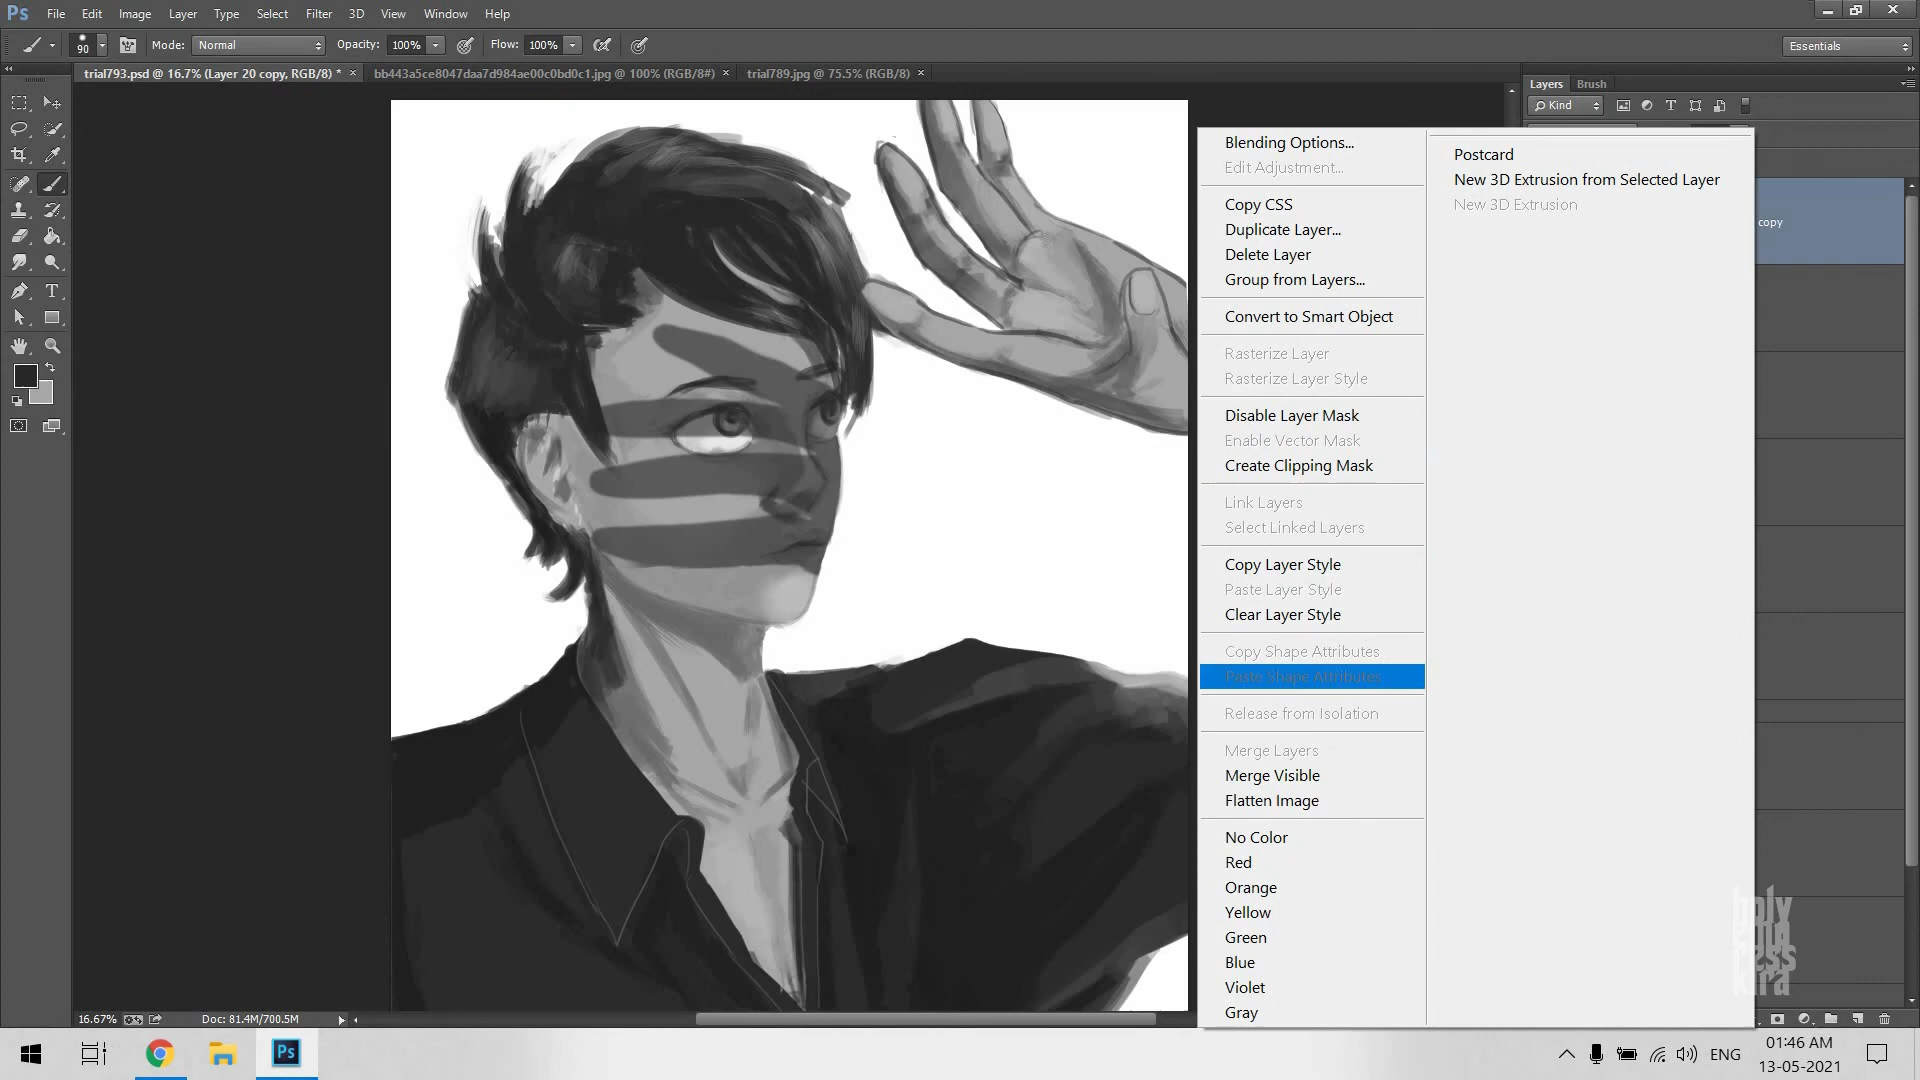 Ps File Edit Image Layer Type Select Filter 3D View Window Help
90 Mode: Normal Opacity: 100% Flow: 100% Essentials
trial793.psd @ 16.7% (Layer 20 copy, RGB/8) * × bb443a5ce8047daa7d984ae00c0bd0c1.jpg @ 100% (RGB/8#) × trial789.jpg @ 75.5% (RGB/8) ×
Layers Brush
Kind
Blending Options...
Edit Adjustment...
Copy CSS
Duplicate Layer...
Delete Layer
Group from Layers...
Convert to Smart Object
Rasterize Layer
Rasterize Layer Style
Disable Layer Mask
Enable Vector Mask
Create Clipping Mask
Link Layers
Select Linked Layers
Copy Layer Style
Paste Layer Style
Clear Layer Style
Copy Shape Attributes
Paste Shape Attributes
Release from Isolation
Merge Layers
Merge Visible
Flatten Image
No Color
Red
Orange
Yellow
Green
Blue
Violet
Gray
Postcard
New 3D Extrusion from Selected Layer
New 3D Extrusion
copy
16.67% Doc: 81.4M/700.5M
Ps
ENG
01:46 AM
13-05-2021